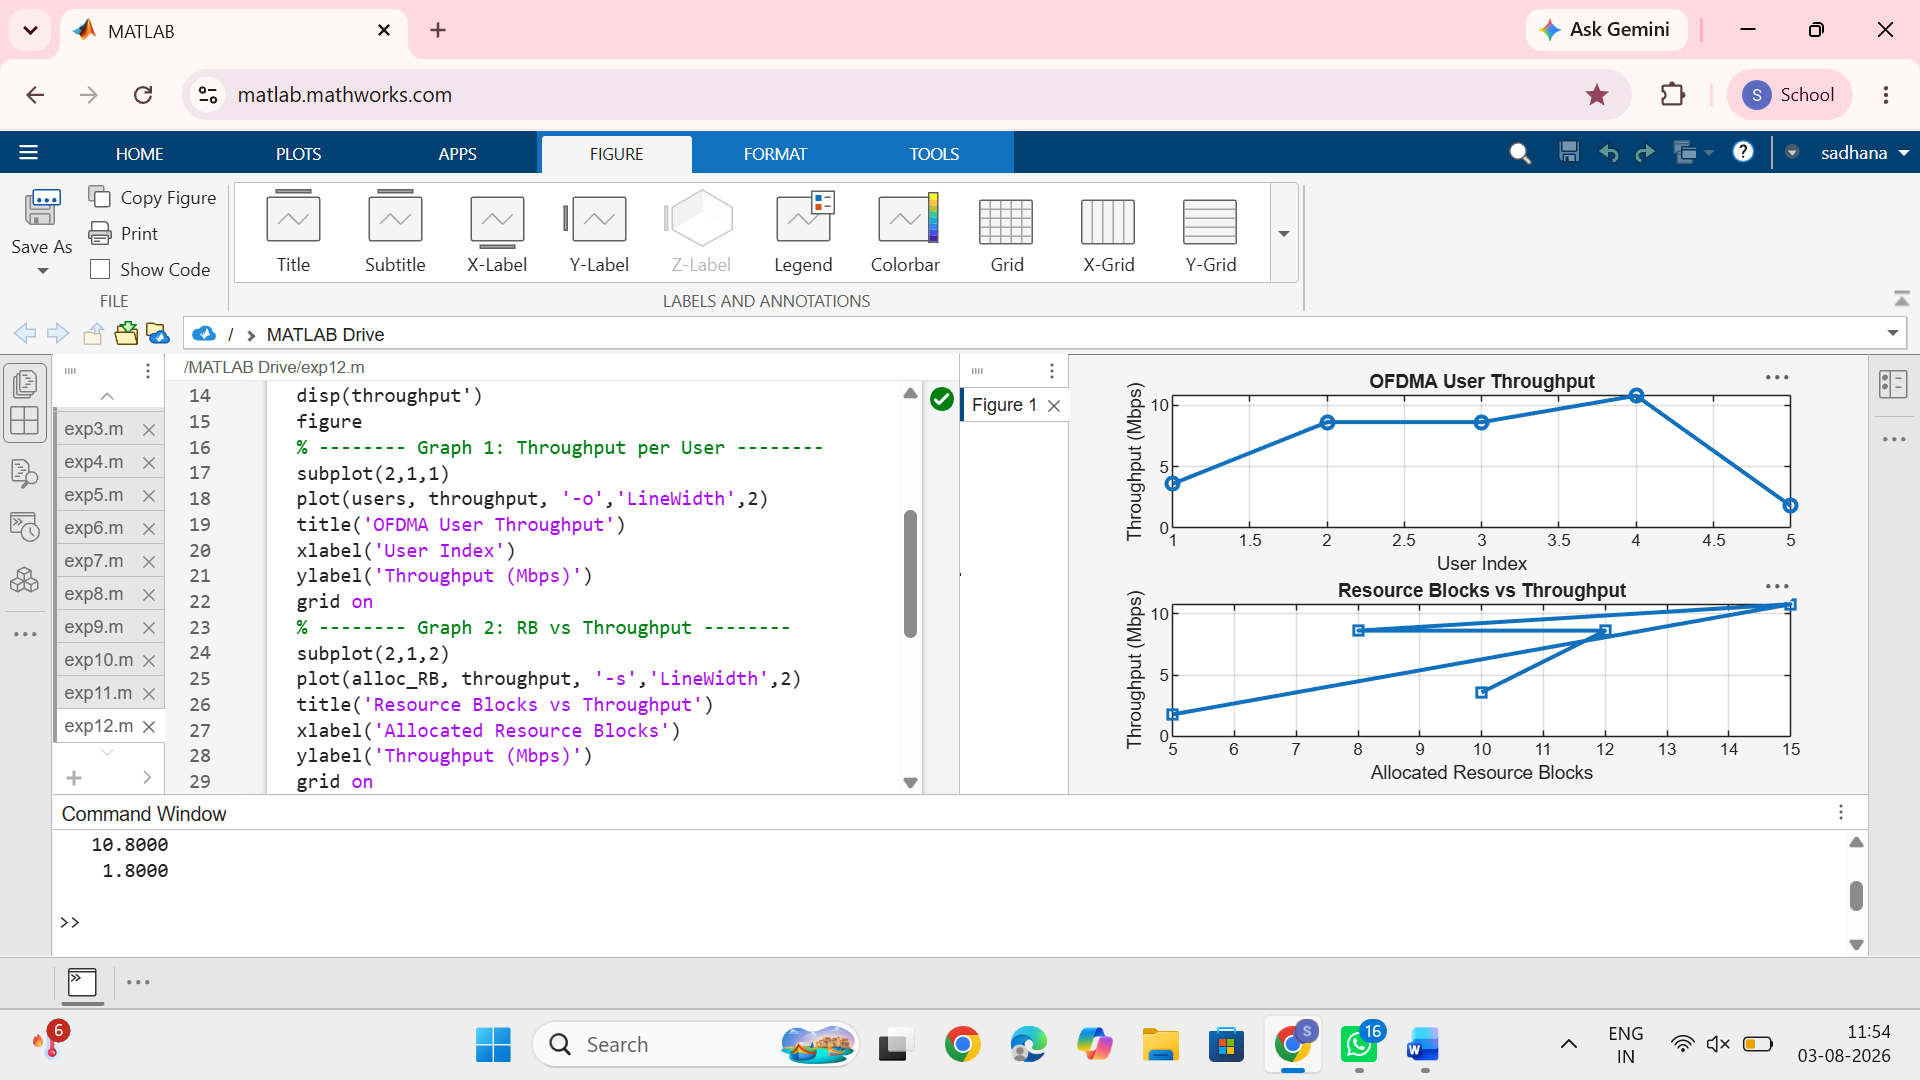 MATLAB
Ask Gemini
matlab.mathworks.com
S School
HOME PLOTS APPS FIGURE FORMAT TOOLS
sadhana
Save As
Copy Figure
Print
Show Code
FILE
Title Subtitle X-Label Y-Label Z-Label Legend Colorbar Grid X-Grid Y-Grid
LABELS AND ANNOTATIONS
/ > MATLAB Drive
/MATLAB Drive/exp12.m
exp3.m
exp4.m
exp5.m
exp6.m
exp7.m
exp8.m
exp9.m
exp10.m
exp11.m
exp12.m
14 disp(throughput')
15 figure
16 % -------- Graph 1: Throughput per User --------
17 subplot(2,1,1)
18 plot(users, throughput, '-o','LineWidth',2)
19 title('OFDMA User Throughput')
20 xlabel('User Index')
21 ylabel('Throughput (Mbps)')
22 grid on
23 % -------- Graph 2: RB vs Throughput --------
24 subplot(2,1,2)
25 plot(alloc_RB, throughput, '-s','LineWidth',2)
26 title('Resource Blocks vs Throughput')
27 xlabel('Allocated Resource Blocks')
28 ylabel('Throughput (Mbps)')
29 grid on
Figure 1
OFDMA User Throughput
Throughput (Mbps)
10
5
0
1 1.5 2 2.5 3 3.5 4 4.5 5
User Index
Resource Blocks vs Throughput
Throughput (Mbps)
10
5
0
5 6 7 8 9 10 11 12 13 14 15
Allocated Resource Blocks
Command Window
10.8000
1.8000
>>
6
Search
S
16
ENG
IN
11:54
03-08-2026